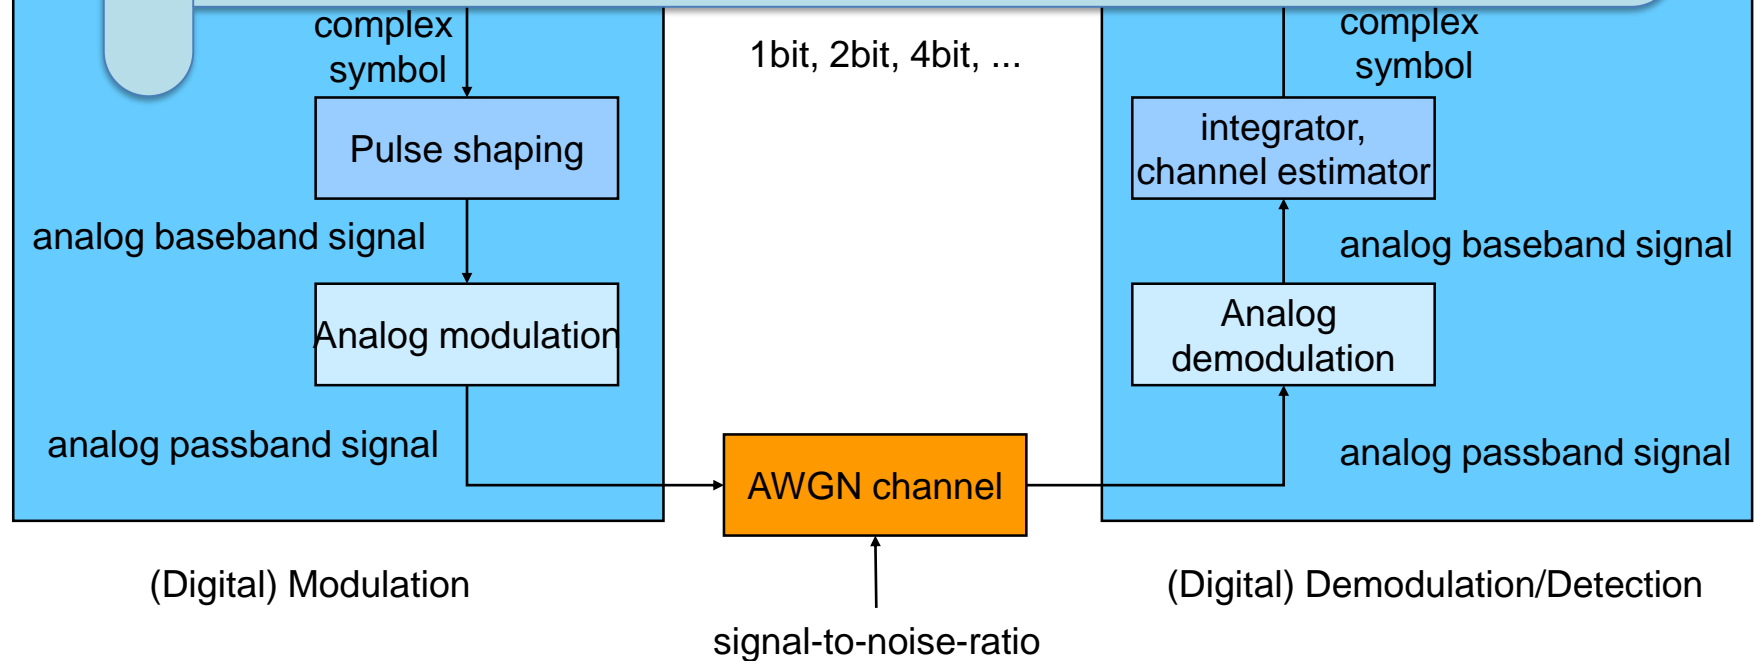 complex
symbol
1bit, 2bit, 4bit, ...
complex
symbol
Pulse shaping
integrator,
channel estimator
analog baseband signal
analog baseband signal
Analog modulation
Analog
demodulation
analog passband signal
analog passband signal
AWGN channel
(Digital) Modulation
(Digital) Demodulation/Detection
signal-to-noise-ratio